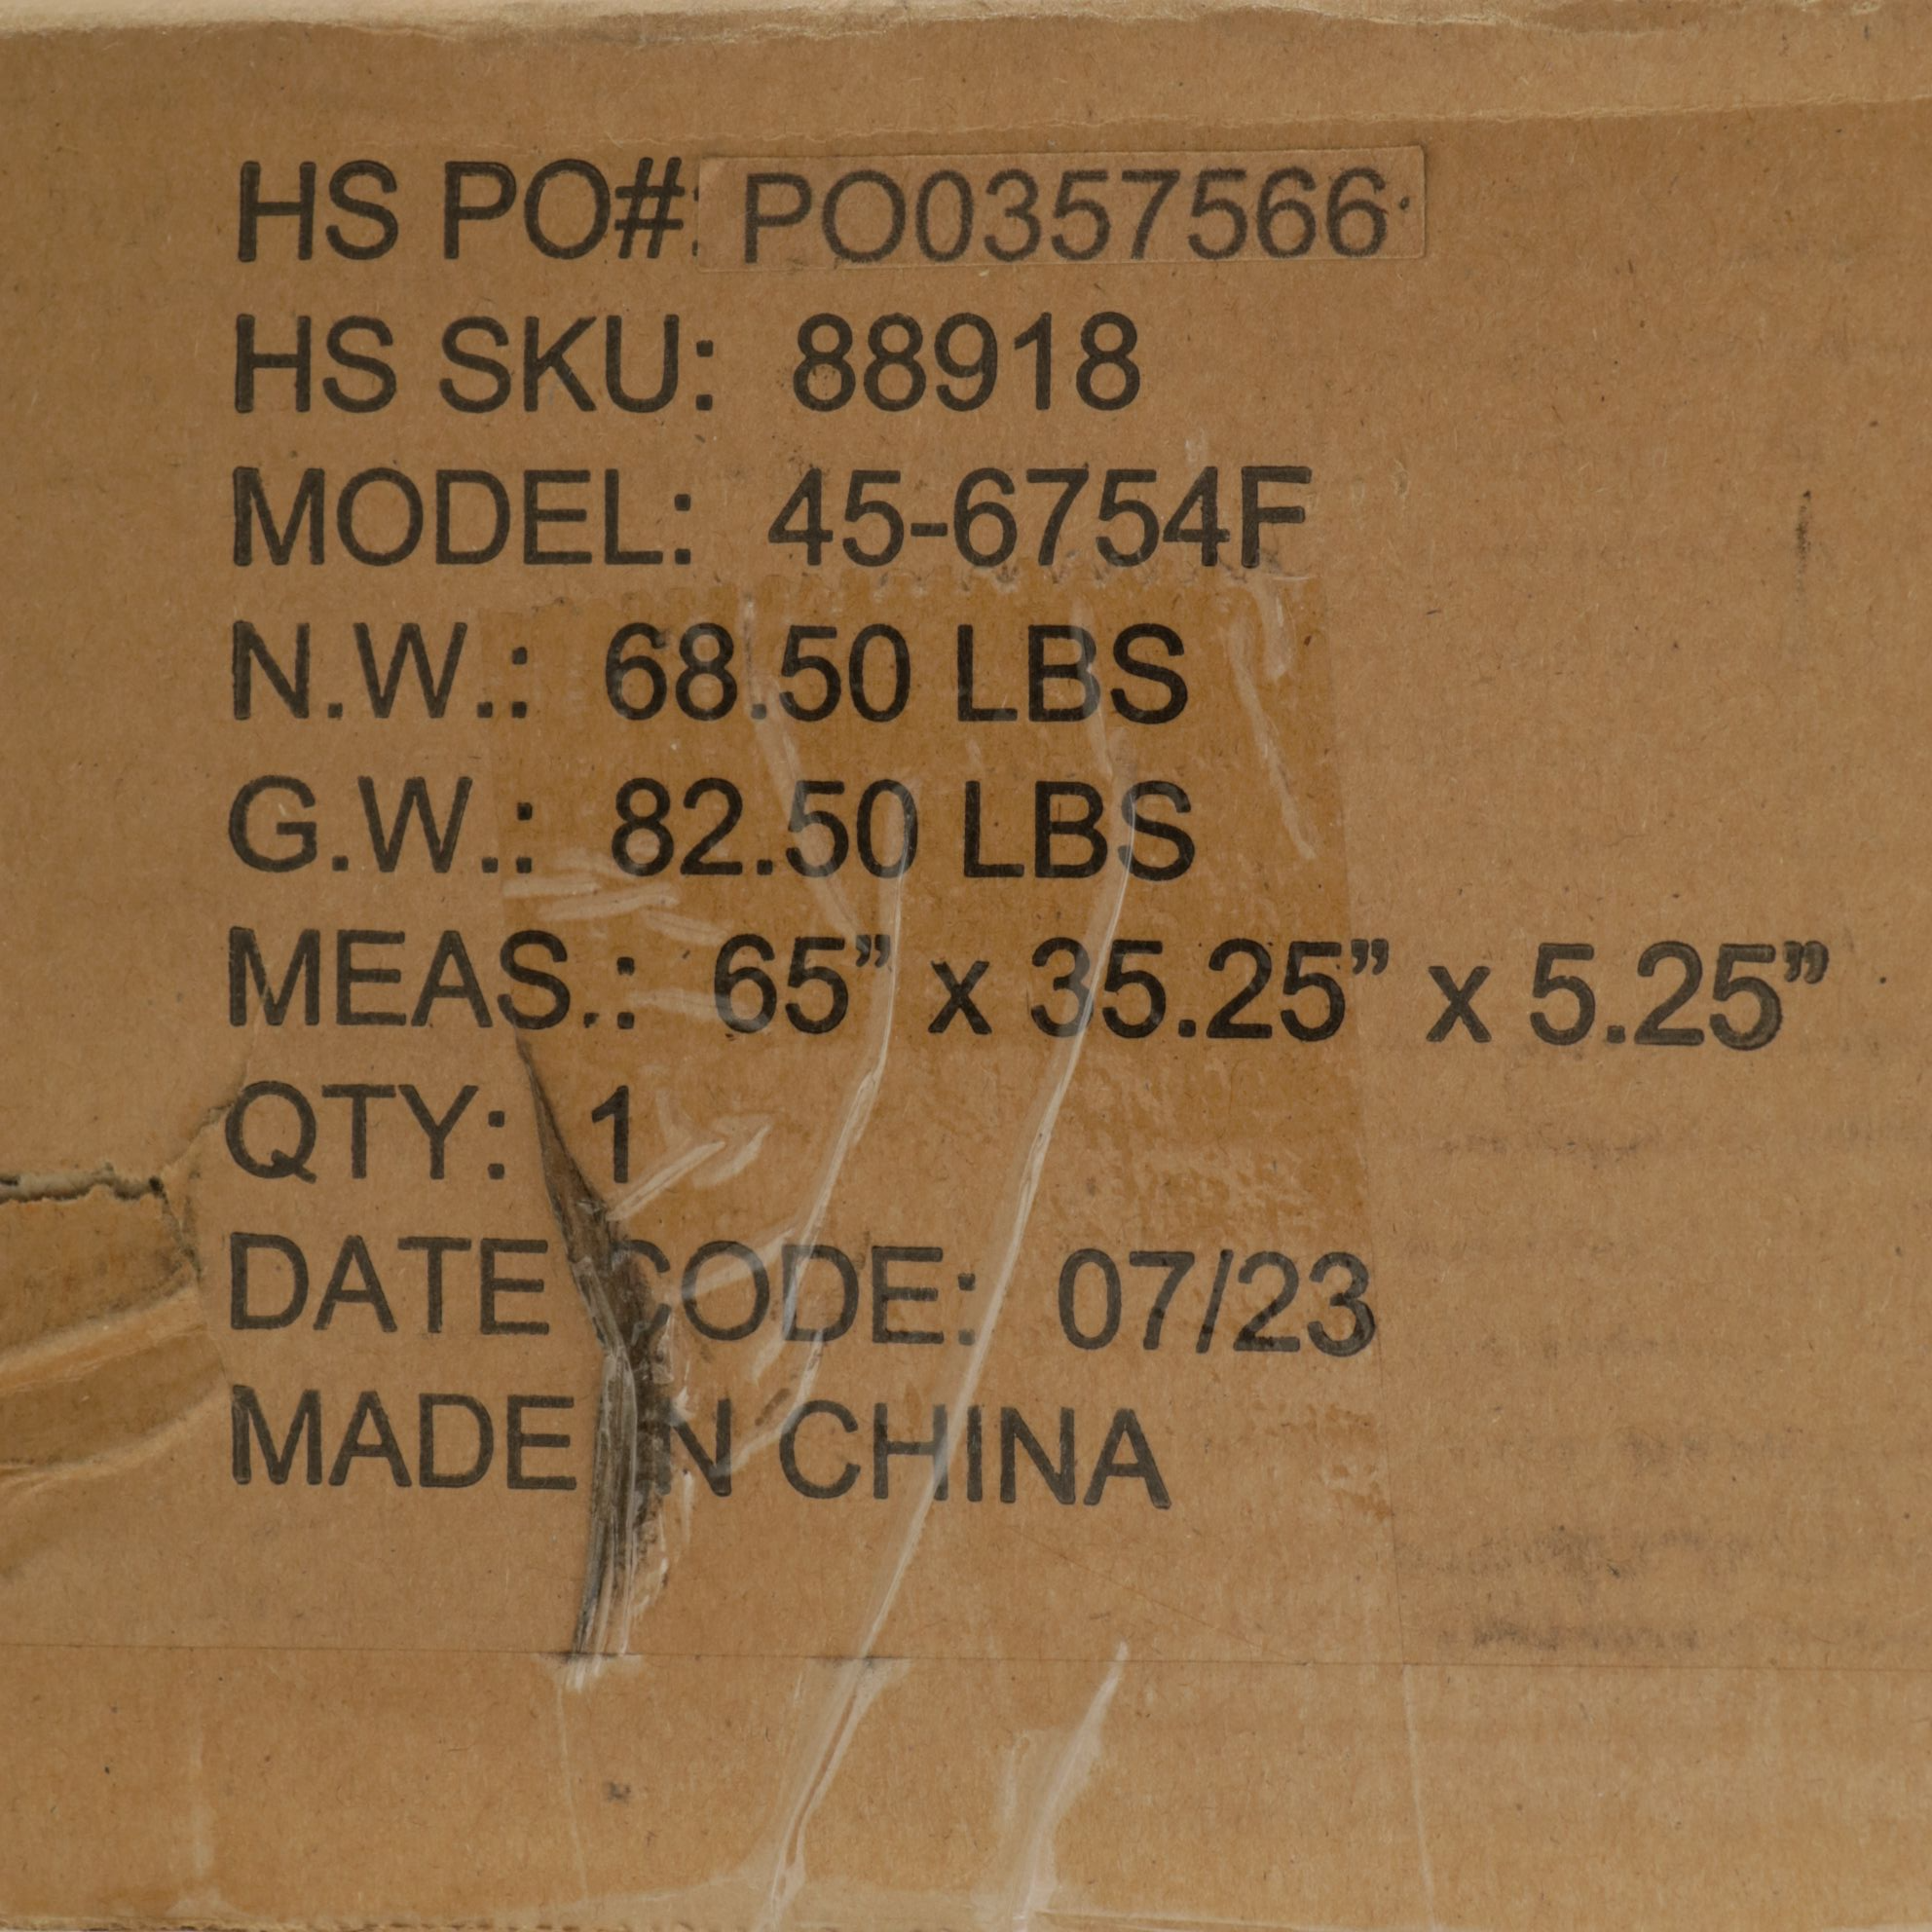 HS PO#: PO0357566
HS SKU: 88918
MODEL: 45-6754F
N.W.: 68.50 LBS
G.W.: 82.50 LBS
MEAS.: 65” x 35.25” x 5.25”
QTY: 1
DATE CODE: 07/23
MADE IN CHINA